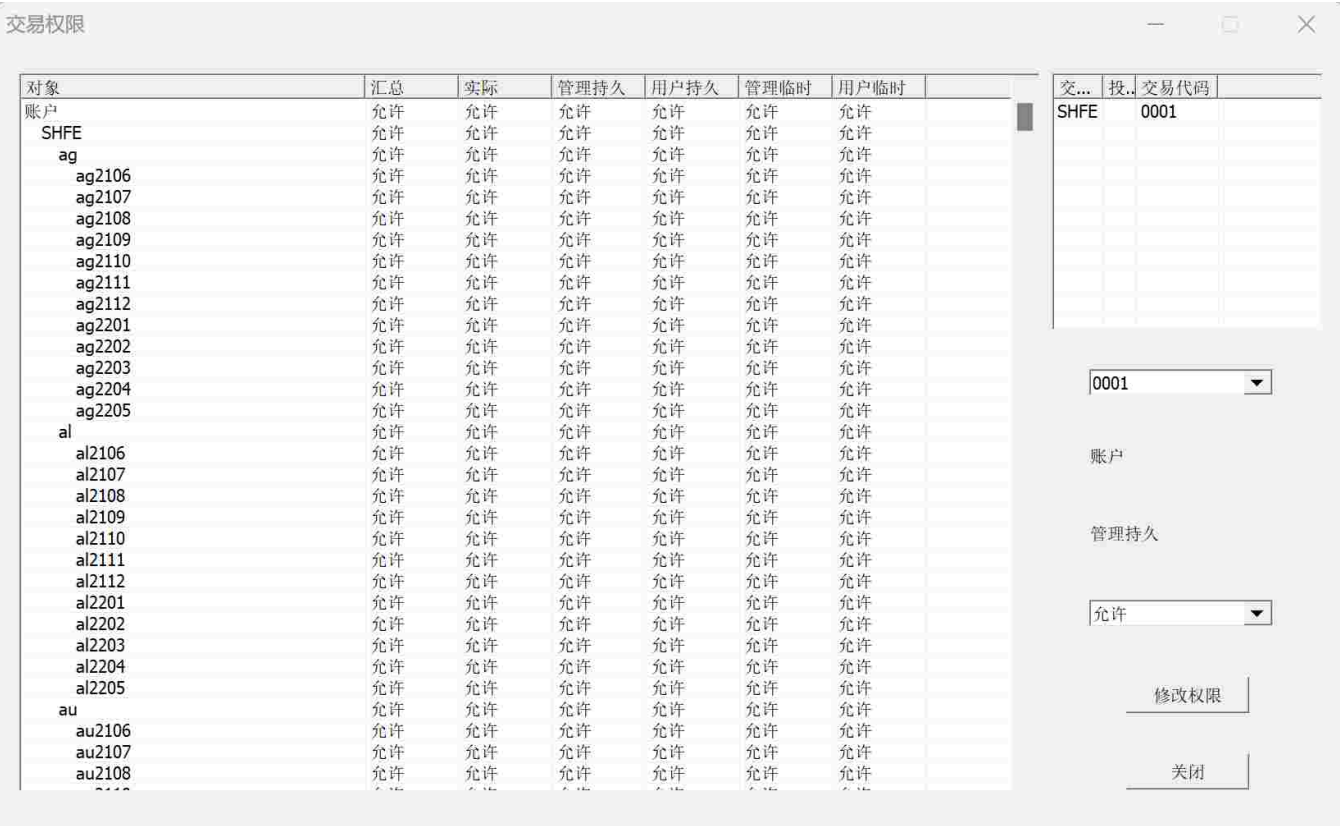 交易权限
对象 汇总 实际 管理持久 用户持久 管理临时 用户临时
账户 允许 允许 允许 允许 允许 允许
SHFE 允许 允许 允许 允许 允许 允许
ag 允许 允许 允许 允许 允许 允许
ag2106 允许 允许 允许 允许 允许 允许
ag2107 允许 允许 允许 允许 允许 允许
ag2108 允许 允许 允许 允许 允许 允许
ag2109 允许 允许 允许 允许 允许 允许
ag2110 允许 允许 允许 允许 允许 允许
ag2111 允许 允许 允许 允许 允许 允许
ag2112 允许 允许 允许 允许 允许 允许
ag2201 允许 允许 允许 允许 允许 允许
ag2202 允许 允许 允许 允许 允许 允许
ag2203 允许 允许 允许 允许 允许 允许
ag2204 允许 允许 允许 允许 允许 允许
ag2205 允许 允许 允许 允许 允许 允许
al 允许 允许 允许 允许 允许 允许
al2106 允许 允许 允许 允许 允许 允许
al2107 允许 允许 允许 允许 允许 允许
al2108 允许 允许 允许 允许 允许 允许
al2109 允许 允许 允许 允许 允许 允许
al2110 允许 允许 允许 允许 允许 允许
al2111 允许 允许 允许 允许 允许 允许
al2112 允许 允许 允许 允许 允许 允许
al2201 允许 允许 允许 允许 允许 允许
al2202 允许 允许 允许 允许 允许 允许
al2203 允许 允许 允许 允许 允许 允许
al2204 允许 允许 允许 允许 允许 允许
al2205 允许 允许 允许 允许 允许 允许
au 允许 允许 允许 允许 允许 允许
au2106 允许 允许 允许 允许 允许 允许
au2107 允许 允许 允许 允许 允许 允许
au2108 允许 允许 允许 允许 允许 允许
交... 投.. 交易代码
SHFE 0001
0001
账户
管理持久
允许
修改权限
关闭